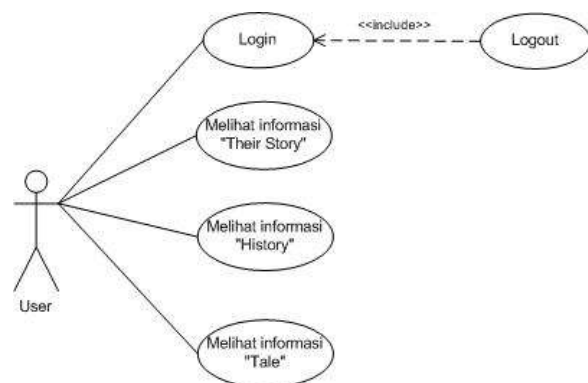 Login
<<include>>
Logout
Melihat informasi
"Their Story"
Melihat informasi
"History"
User
Melihat informasi
"Tale"